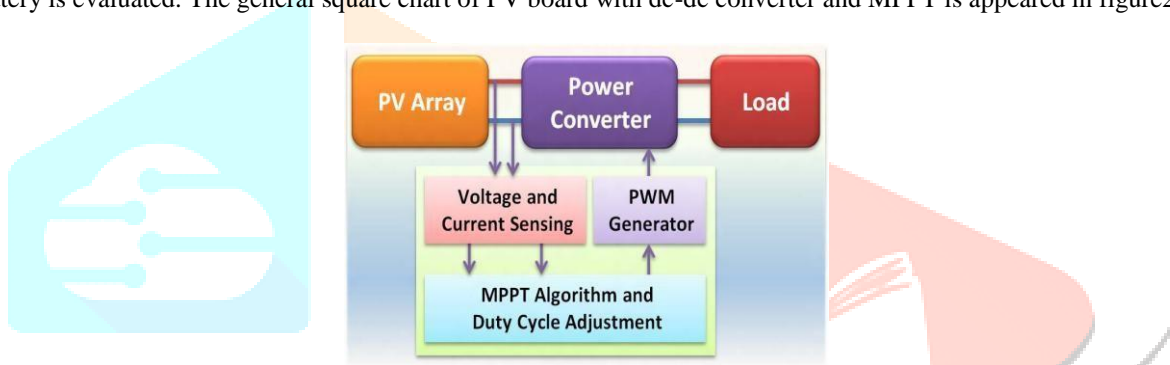 tery is evaluated. The general square chart of PV board with dc-dc converter and MPPT is appeared in figure2
PV Array
Power
Converter
Load
Voltage and
Current Sensing
PWM
Generator
MPPT Algorithm and
Duty Cycle Adjustment